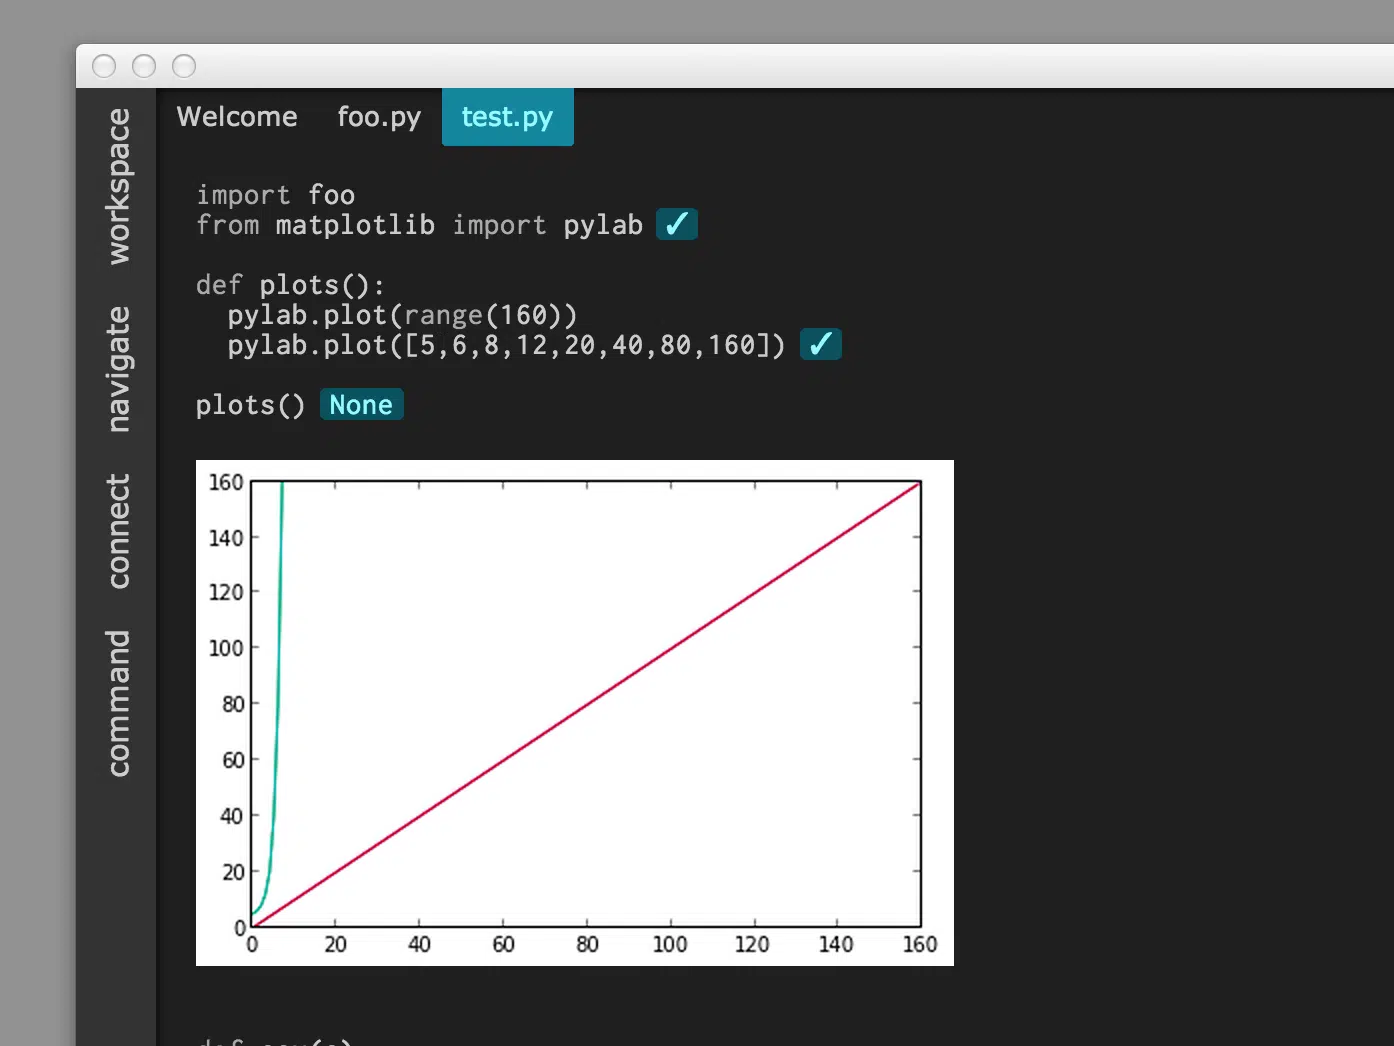 workspace
navigate
connect
command
Welcome foo.py test.py
import foo
from matplotlib import pylab ✓
def plots():
  pylab.plot(range(160))
  pylab.plot([5,6,8,12,20,40,80,160]) ✓
plots() None
160
140
120
100
80
60
40
20
0
0 20 40 60 80 100 120 140 160